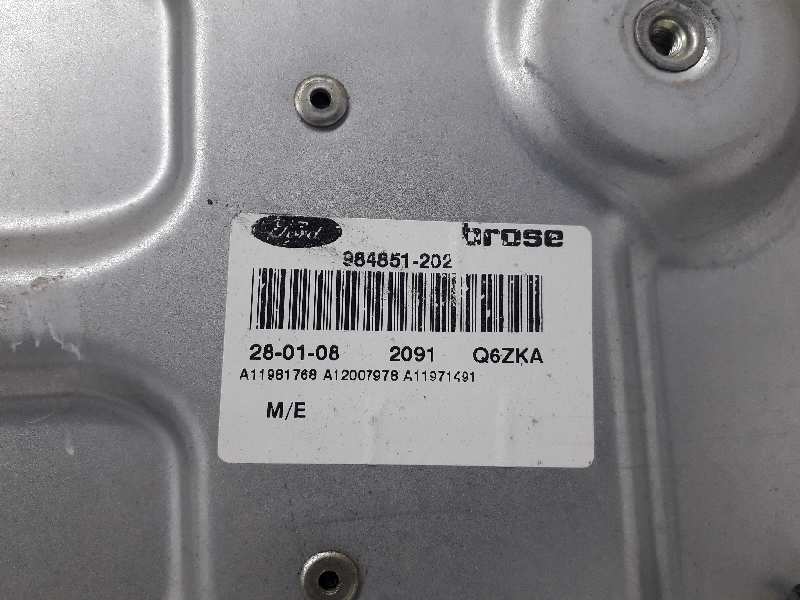 Ford brose
984851-202
28-01-08 2091 Q6ZKA
A11981768 A12007978 A11971491
M/E